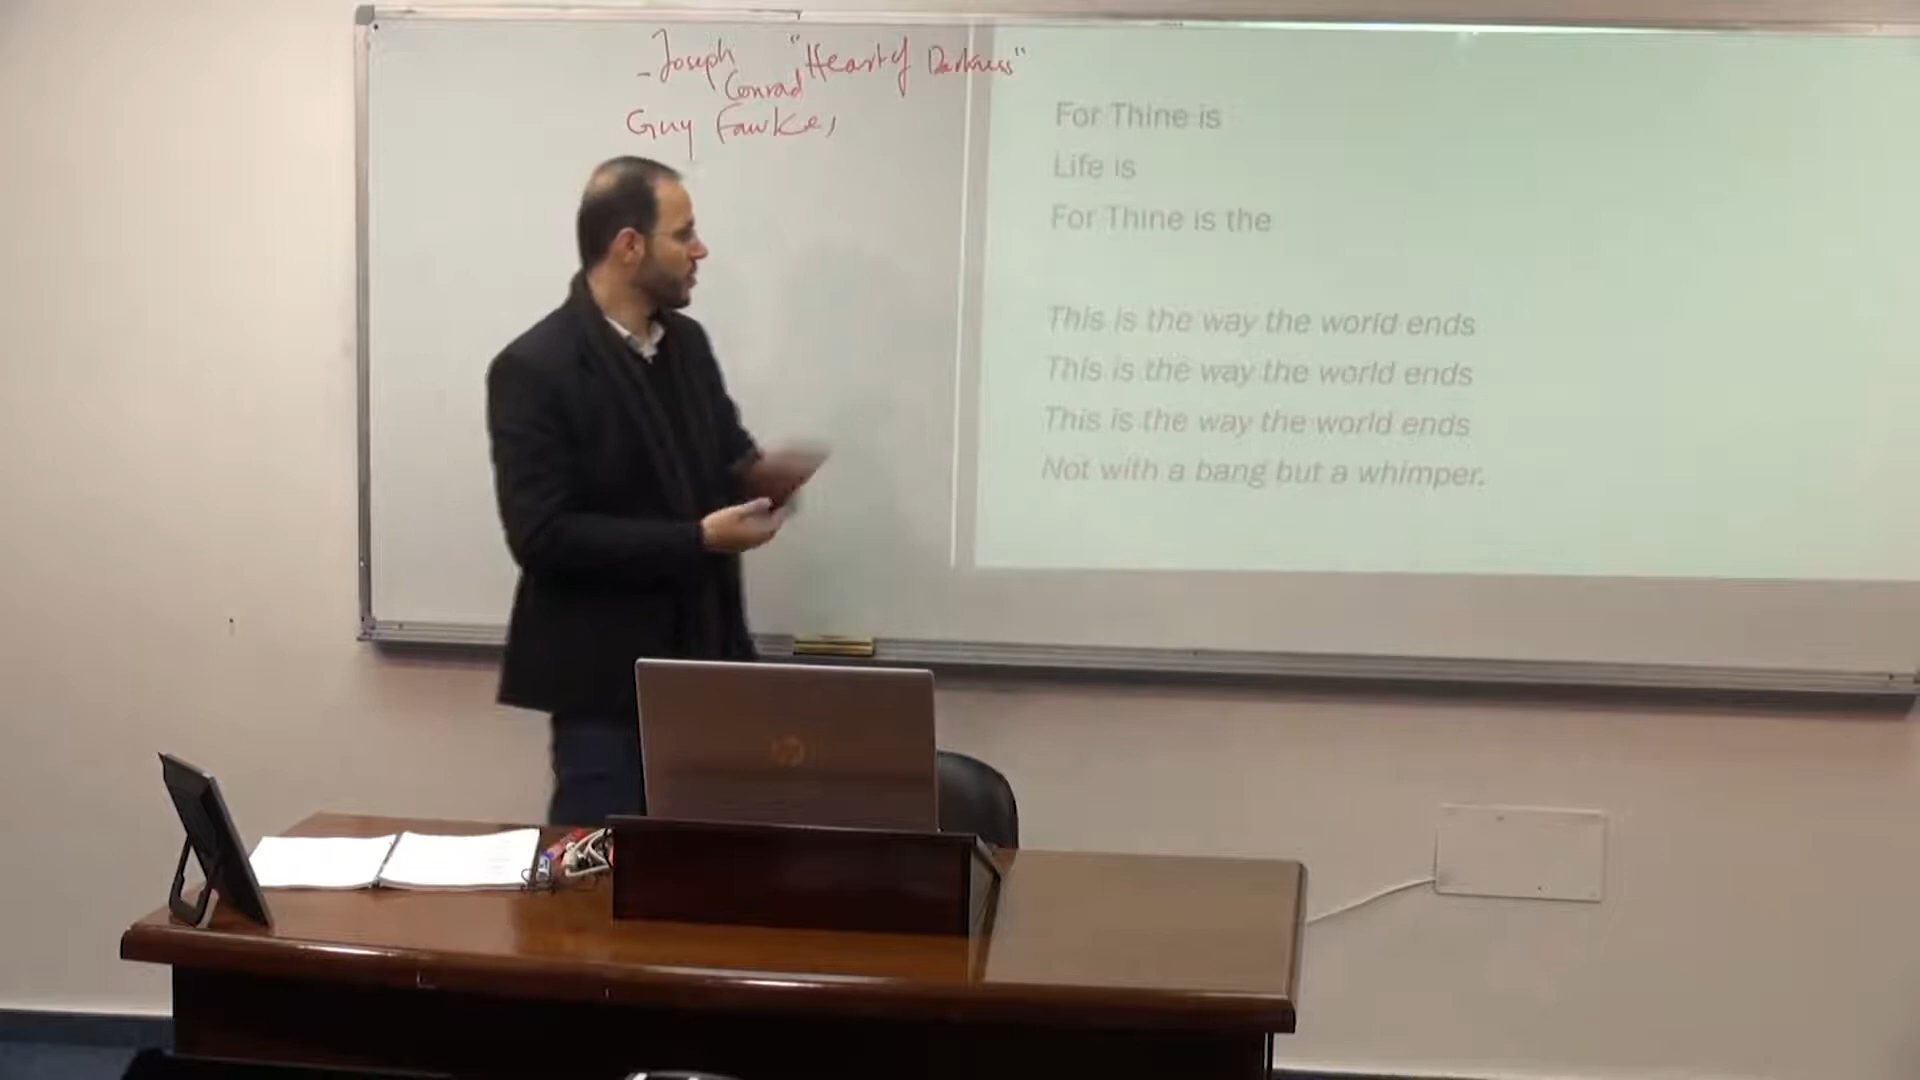 - Joseph Conrad "Heart of Darkness"
Guy Fawkes
For Thine is
Life is
For Thine is the
This is the way the world ends
This is the way the world ends
This is the way the world ends
Not with a bang but a whimper.
hp